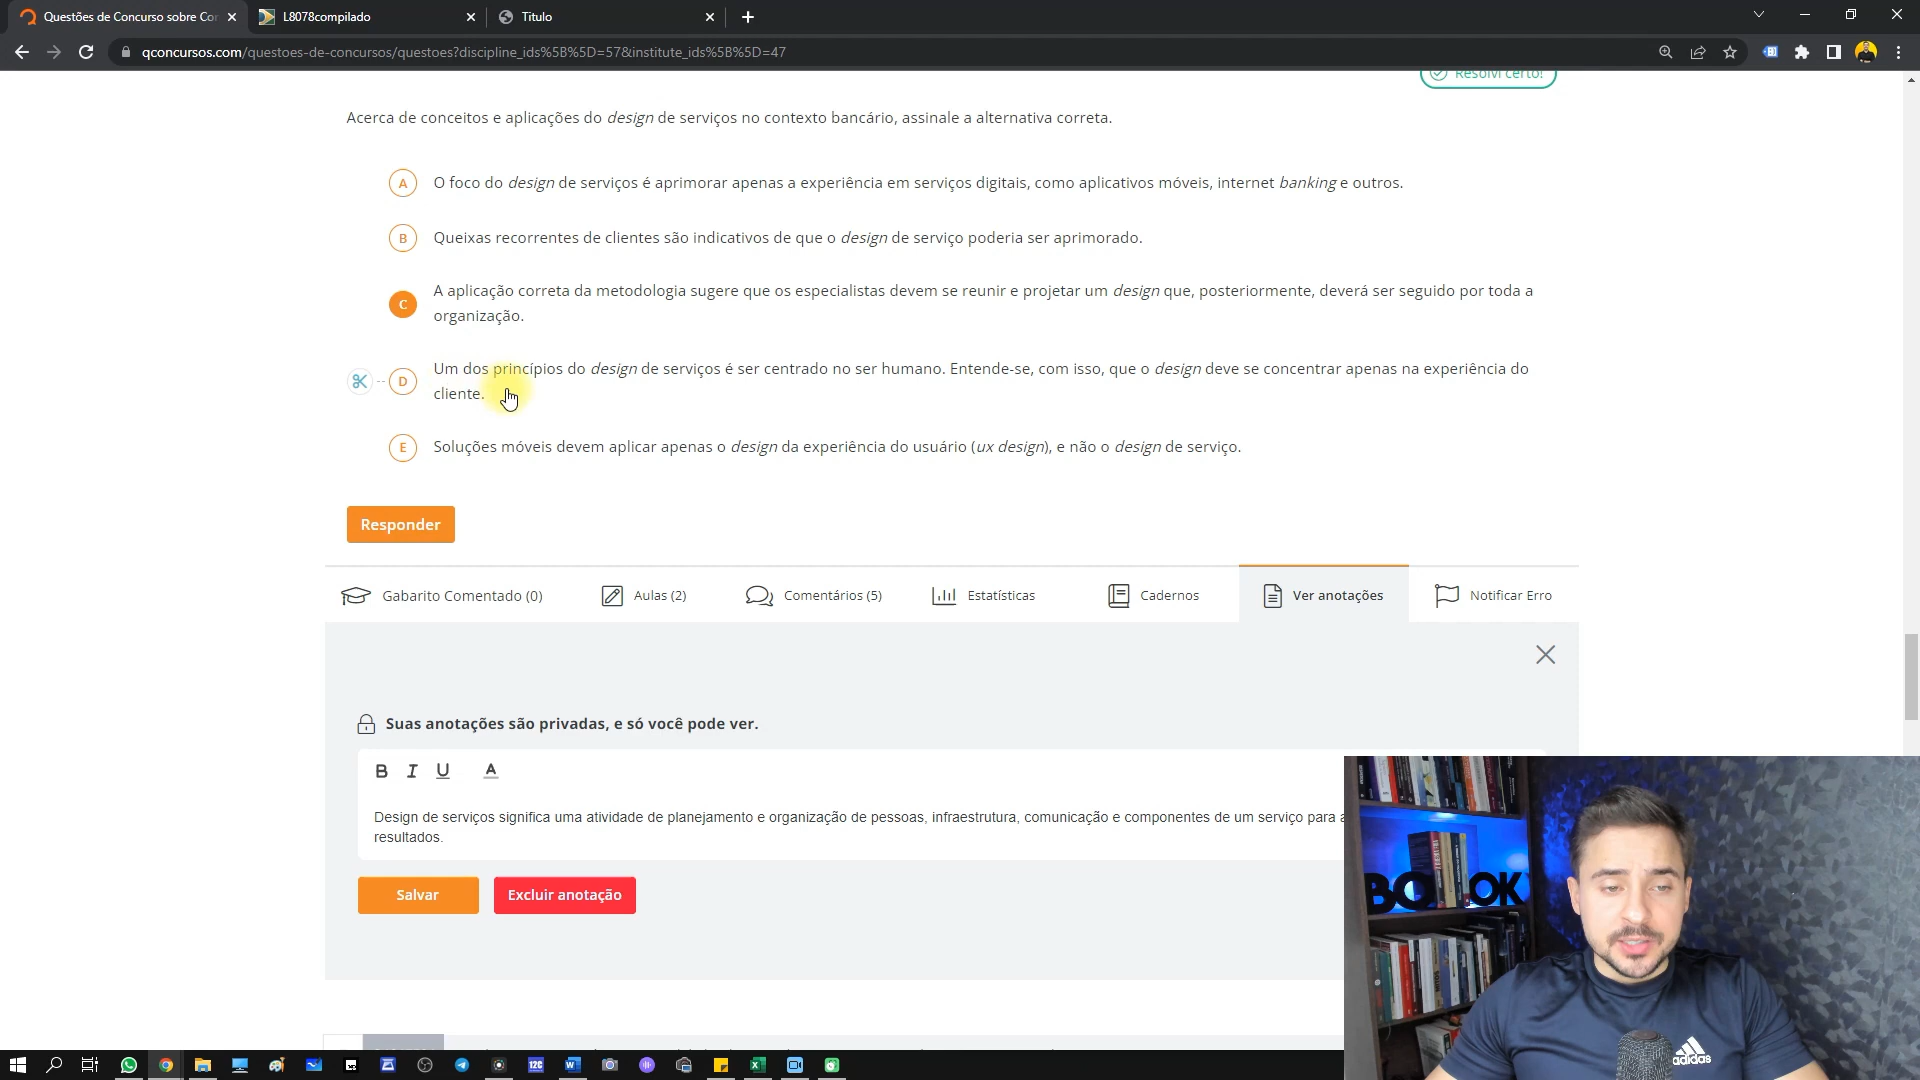 Questões de Concurso sobre Co
L8078compilado
Titulo
qconcursos.com/questoes-de-concursos/questoes?discipline_ids%5B%5D=57&institute_ids%5B%5D=47
Resolvi certo!
Acerca de conceitos e aplicações do design de serviços no contexto bancário, assinale a alternativa correta.
A O foco do design de serviços é aprimorar apenas a experiência em serviços digitais, como aplicativos móveis, internet banking e outros.
B Queixas recorrentes de clientes são indicativos de que o design de serviço poderia ser aprimorado.
C A aplicação correta da metodologia sugere que os especialistas devem se reunir e projetar um design que, posteriormente, deverá ser seguido por toda a
organização.
D Um dos princípios do design de serviços é ser centrado no ser humano. Entende-se, com isso, que o design deve se concentrar apenas na experiência do
cliente.
E Soluções móveis devem aplicar apenas o design da experiência do usuário (ux design), e não o design de serviço.
Responder
Gabarito Comentado (0) Aulas (2) Comentários (5) Estatísticas Cadernos Ver anotações Notificar Erro
Suas anotações são privadas, e só você pode ver.
B I U A
Design de serviços significa uma atividade de planejamento e organização de pessoas, infraestrutura, comunicação e componentes de um serviço para
resultados.
Salvar Excluir anotação
BOOK
adidas
12C